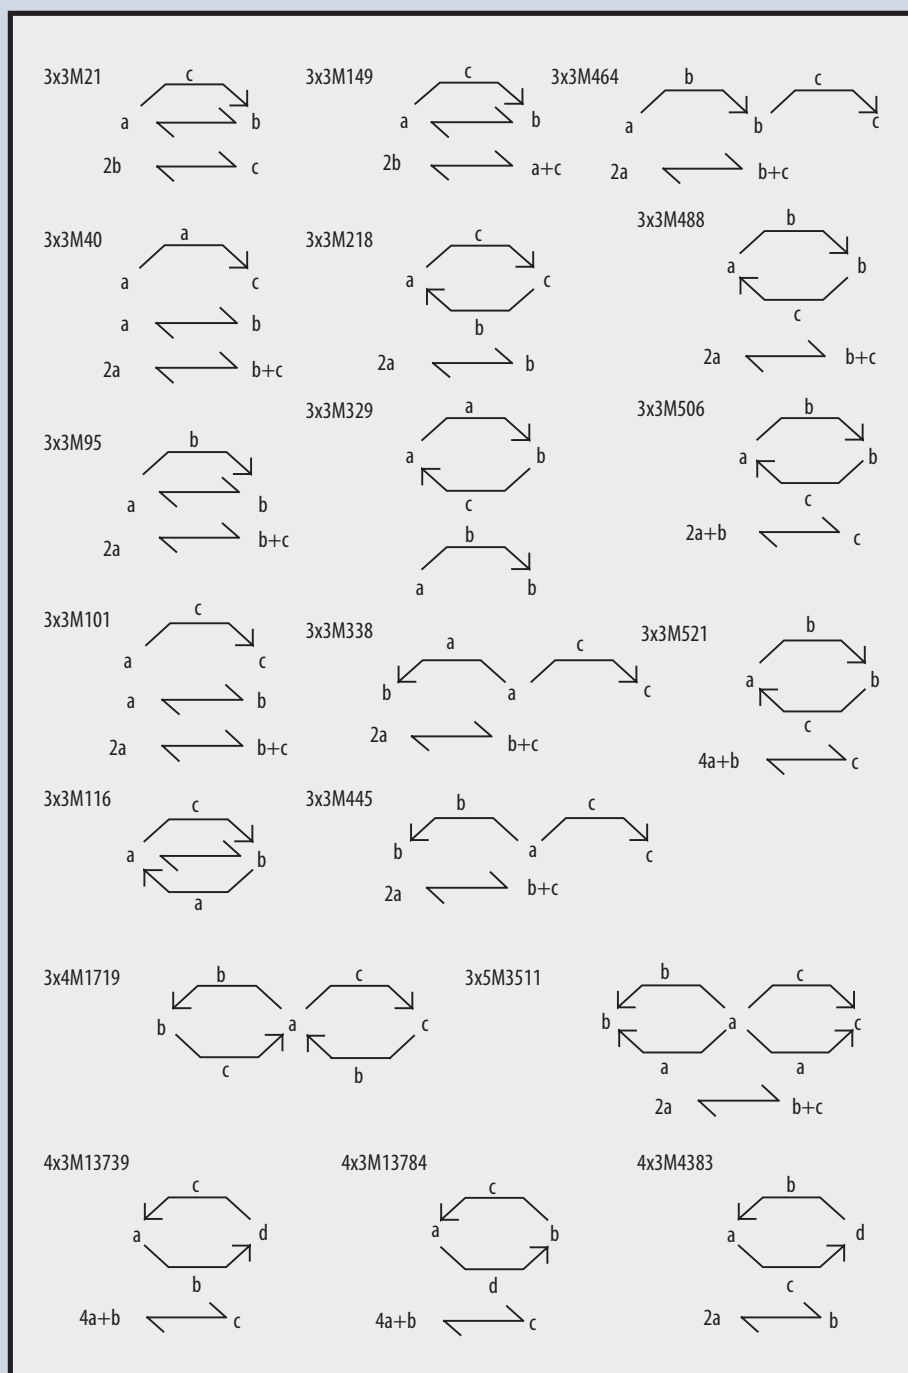 3x3M21
c
a b
2b c
3x3M149
c
a b
2b a+c
3x3M464
b c
a b c
2a b+c
3x3M40
a
a c
a b
2a b+c
3x3M218
c
a c
b
2a b
3x3M488
b
a b
c
2a b+c
3x3M95
b
a b
2a b+c
3x3M329
a
a b
c
b
a b
3x3M506
b
a b
c
2a+b c
3x3M101
c
a c
a b
2a b+c
3x3M338
a c
b a c
2a b+c
3x3M521
b
a b
c
4a+b c
3x3M116
c
a b
a
3x3M445
b c
b a c
2a b+c
3x4M1719
b c
b a c
c b
3x5M3511
b c
b a c
a a
2a b+c
4x3M13739
c
a d
b
4a+b c
4x3M13784
c
a b
d
4a+b c
4x3M4383
b
a d
c
2a b